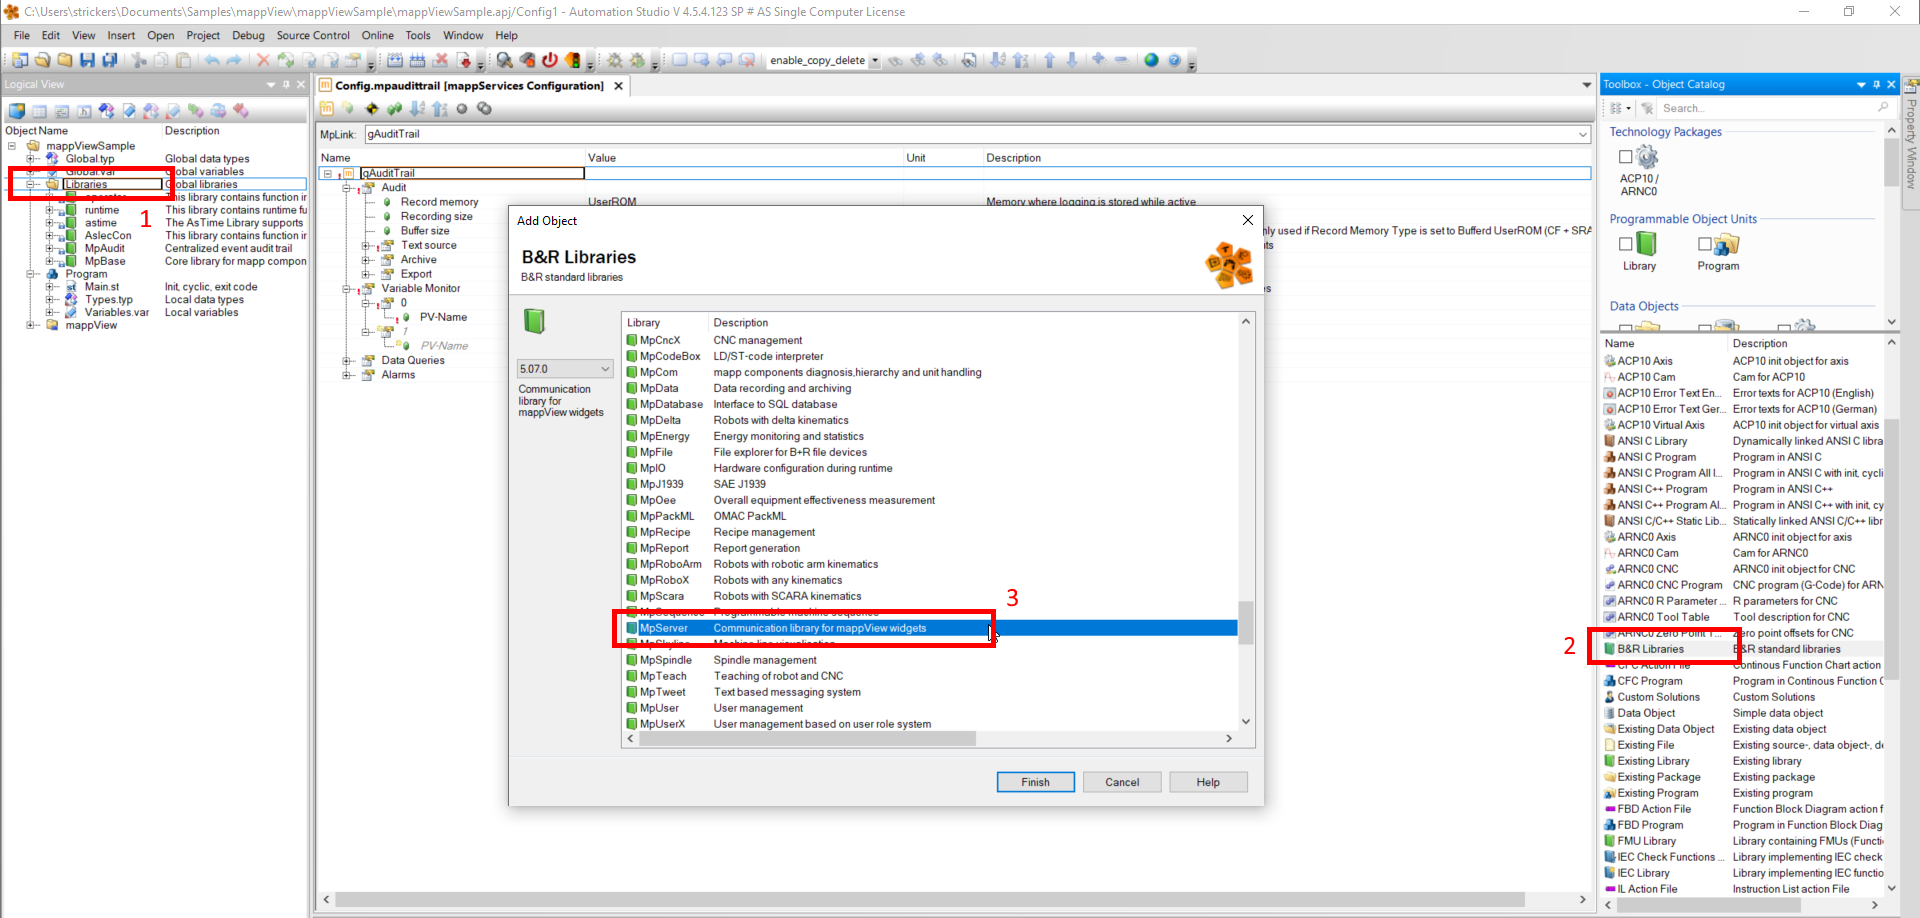 C:\Users\strickers\Documents\Samples\mappView\mappViewSample\mappViewSample.apj/Config1 - Automation Studio V 4.5.4.123 SP # AS Single Computer License
File Edit View Insert Open Project Debug Source Control Online Tools Window Help
enable_copy_delete
Logical View
Object Name Description
mappViewSample
Global.typ Global data types
Global.var Global variables
Libraries Global libraries
operator This library contains function in
runtime This library contains runtime fu
astime The AsTime Library supports
AsIecCon This library contains function in
MpAudit Centralized event audit trail
MpBase Core library for mapp compon
Program
Main.st Init, cyclic, exit code
Types.typ Local data types
Variables.var Local variables
mappView
1
Config.mpaudittrail [mappServices Configuration]
MpLink: gAuditTrail
Name Value Unit Description
gAuditTrail
Audit
Record memory UserROM Memory where logging is stored while active
Recording size
Buffer size nly used if Record Memory Type is set to Bufferd UserROM (CF + SRA
Text source ts
Archive
Export
Variable Monitor es
0
PV-Name
1
PV-Name
Data Queries
Alarms
Add Object
B&R Libraries
B&R standard libraries
5.07.0
Communication
library for
mappView widgets
Library Description
MpCncX CNC management
MpCodeBox LD/ST-code interpreter
MpCom mapp components diagnosis,hierarchy and unit handling
MpData Data recording and archiving
MpDatabase Interface to SQL database
MpDelta Robots with delta kinematics
MpEnergy Energy monitoring and statistics
MpFile File explorer for B+R file devices
MpIO Hardware configuration during runtime
MpJ1939 SAE J1939
MpOee Overall equipment effectiveness measurement
MpPackML OMAC PackML
MpRecipe Recipe management
MpReport Report generation
MpRoboArm Robots with robotic arm kinematics
MpRoboX Robots with any kinematics
MpScara Robots with SCARA kinematics
MpSequence Programmable machine sequence
MpServer Communication library for mappView widgets
MpSkyline Machine line visualisation
MpSpindle Spindle management
MpTeach Teaching of robot and CNC
MpTweet Text based messaging system
MpUser User management
MpUserX User management based on user role system
3
Finish Cancel Help
Toolbox - Object Catalog
Search...
Technology Packages
ACP10 /
ARNC0
Programmable Object Units
Library Program
Data Objects
Name Description
ACP10 Axis ACP10 init object for axis
ACP10 Cam Cam for ACP10
ACP10 Error Text En... Error texts for ACP10 (English)
ACP10 Error Text Ger... Error texts for ACP10 (German)
ACP10 Virtual Axis ACP10 init object for virtual axis
ANSI C Library Dynamically linked ANSI C libra
ANSI C Program Program in ANSI C
ANSI C Program All I... Program in ANSI C with init, cycli
ANSI C++ Program Program in ANSI C++
ANSI C++ Program Al... Program in ANSI C++ with init, cy
ANSI C/C++ Static Lib... Statically linked ANSI C/C++ libr
ARNC0 Axis ARNC0 init object for axis
ARNC0 Cam Cam for ARNC0
ARNC0 CNC ARNC0 init object for CNC
ARNC0 CNC Program CNC program (G-Code) for ARN
ARNC0 R Parameter ... R parameters for CNC
ARNC0 Tool Table Tool description for CNC
ARNC0 Zero Point T... Zero point offsets for CNC
2
B&R Libraries B&R standard libraries
CFC Action File Continous Function Chart action
CFC Program Program in Continous Function C
Custom Solutions Custom Solutions
Data Object Simple data object
Existing Data Object Existing data object
Existing File Existing source-, data object-, de
Existing Library Existing library
Existing Package Existing package
Existing Program Existing program
FBD Action File Function Block Diagram action f
FBD Program Program in Function Block Diag
FMU Library Library containing FMUs (Functi
IEC Check Functions ... Library implementing IEC check
IEC Library Library implementing IEC functio
IL Action File Instruction List action File
Property Window